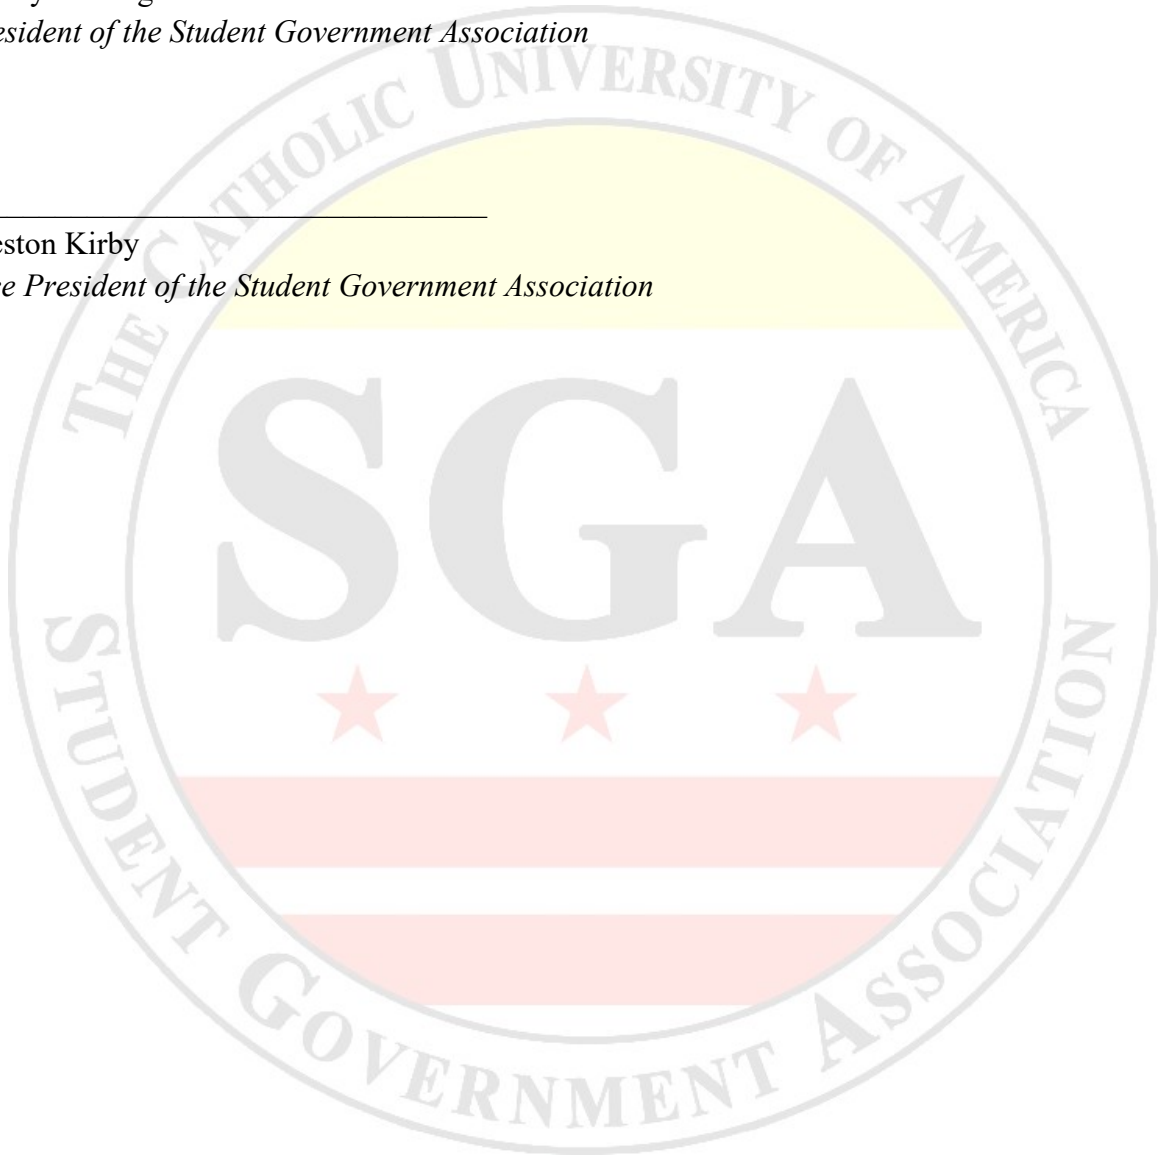 esident of the Student Government Association
eston Kirby
e President of the Student Government Association
THE CATHOLIC UNIVERSITY OF AMERICA
SGA
STUDENT GOVERNMENT ASSOCIATION